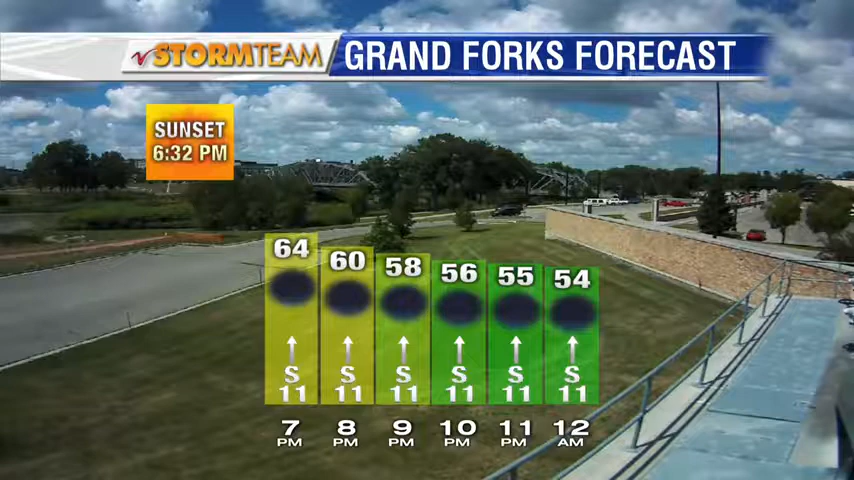 STORMTEAM
GRAND FORKS FORECAST
SUNSET
6:32 PM
64 60 58 56 55 54
S S S S S S
11 11 11 11 11 11
7 8 9 10 11 12
PM PM PM PM PM AM